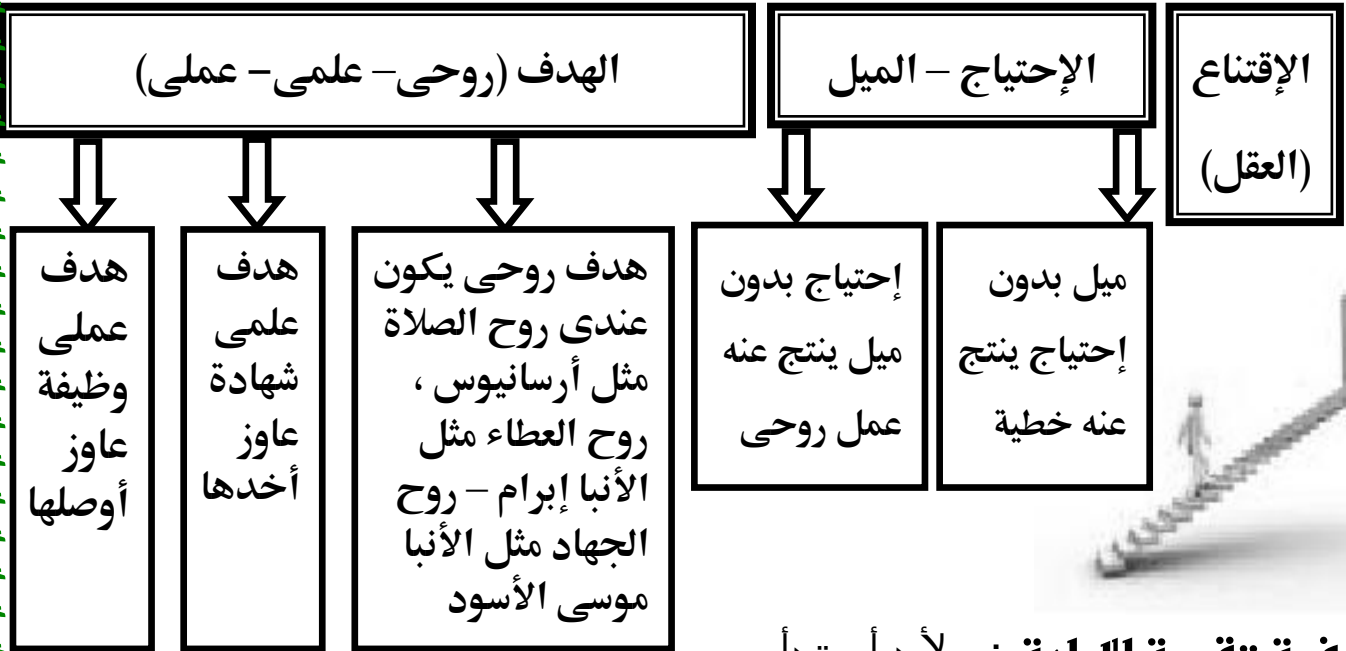 الإقتناع
(العقل)
الإحتياج – الميل
الهدف (روحى– علمى– عملى)
ميل بدون
إحتياج ينتج
عنه خطية
إحتياج بدون
ميل ينتج عنه
عمل روحى
هدف روحى يكون
عندى روح الصلاة
مثل أرسانيوس ،
روح العطاء مثل
الأنبا إبرام – روح
الجهاد مثل الأنبا
موسى الأسود
هدف
علمى
شهادة
عاوز
أخدها
هدف
عملى
وظيفة
عاوز
أوصلها